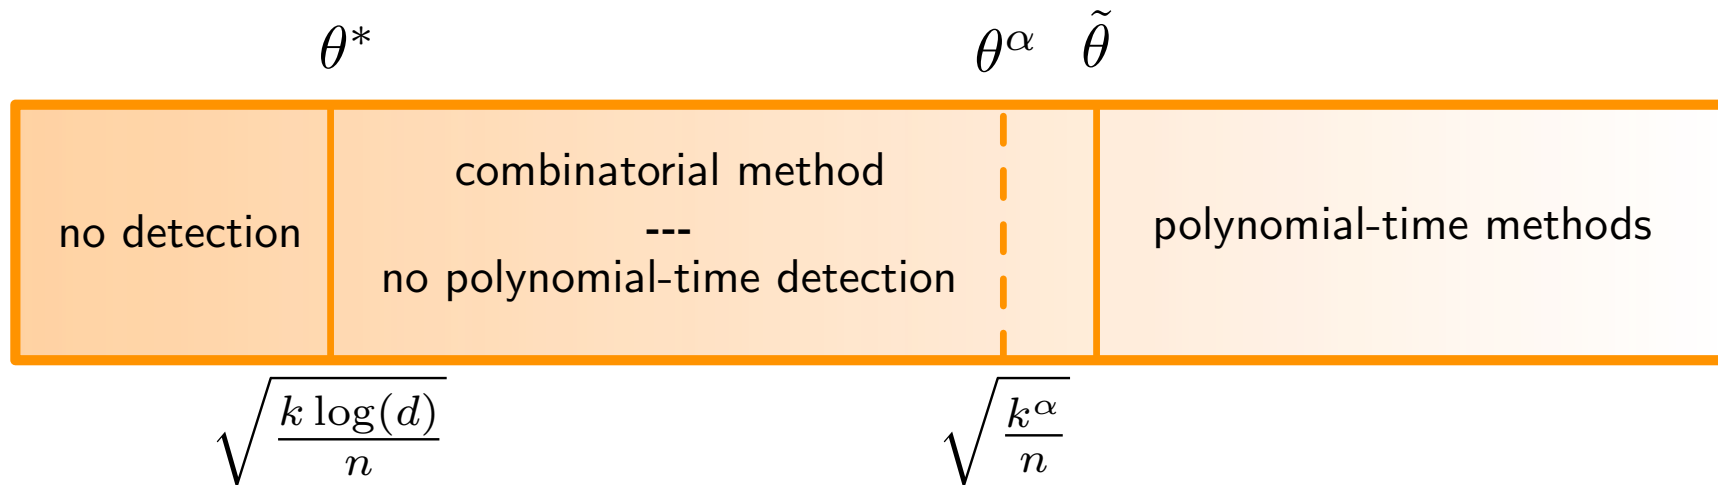 θ* θ^α θ̃
no detection
combinatorial method
---
no polynomial-time detection
polynomial-time methods
√(k log(d)/n) √(k^α/n)